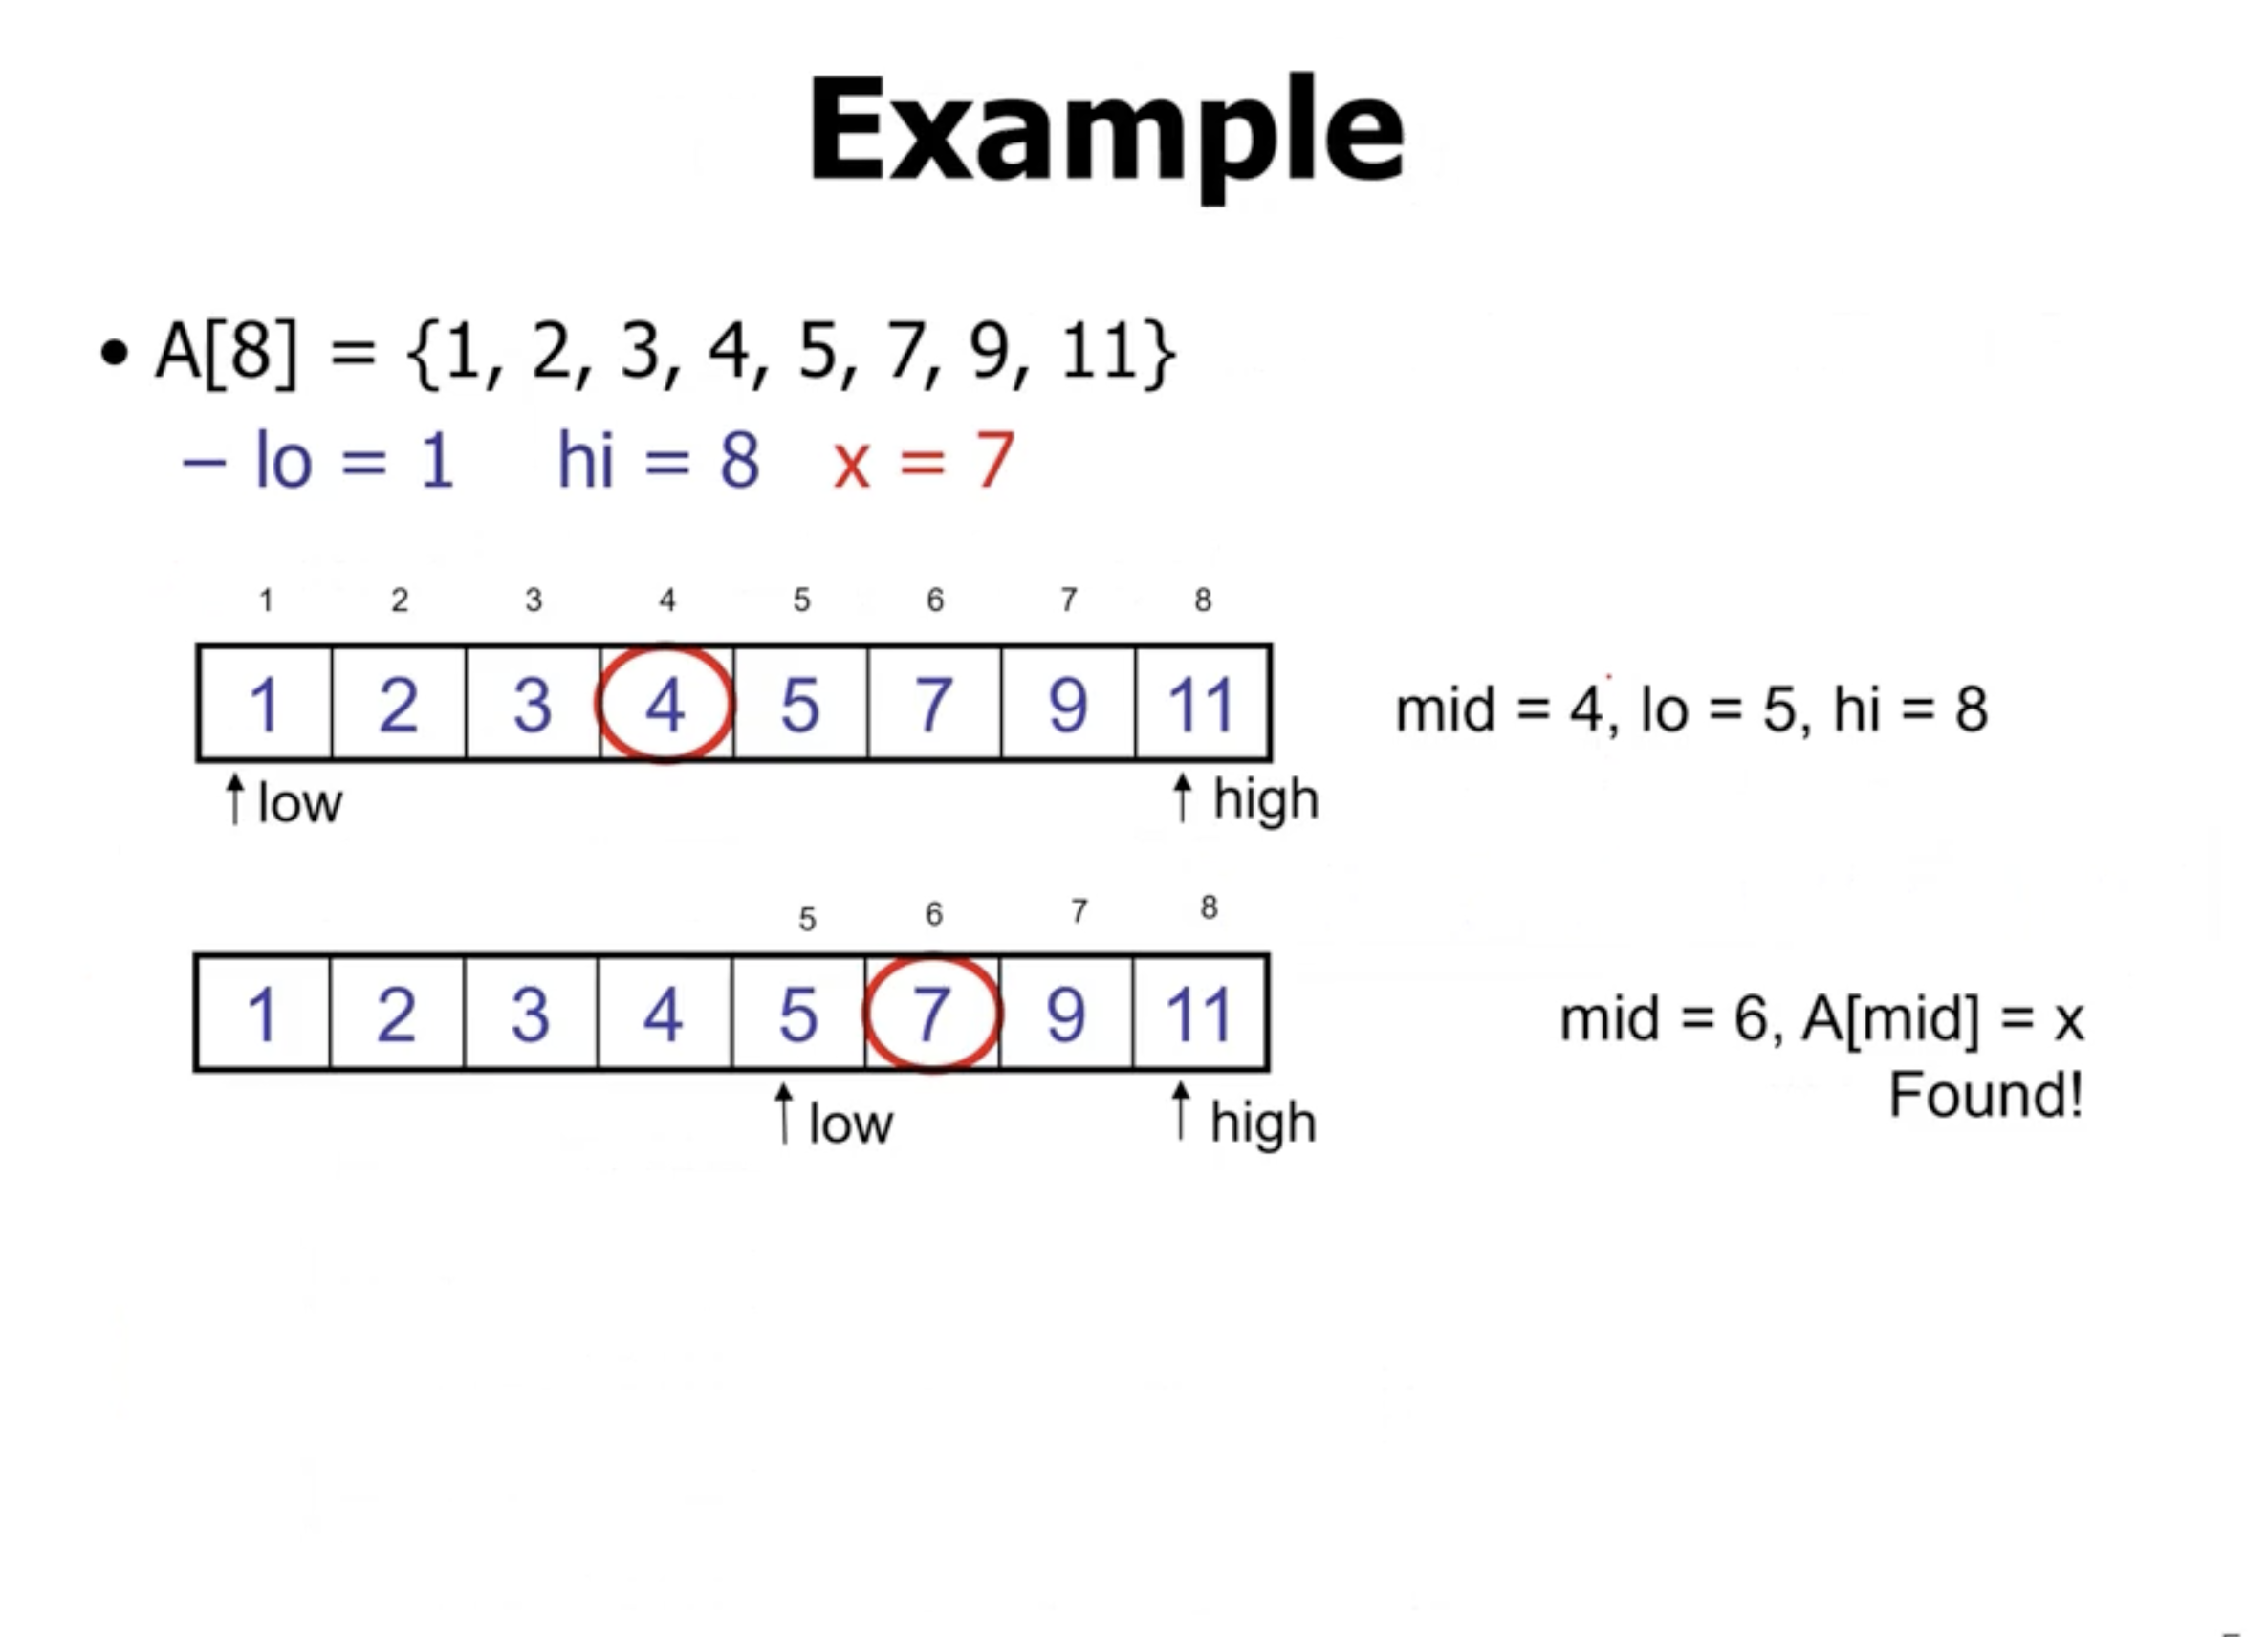 Example
• A[8] = {1, 2, 3, 4, 5, 7, 9, 11}
– lo = 1 hi = 8 x = 7
1 2 3 4 5 6 7 8
1 2 3 4 5 7 9 11
mid = 4, lo = 5, hi = 8
low high
5 6 7 8
1 2 3 4 5 7 9 11
mid = 6, A[mid] = x
Found!
low high